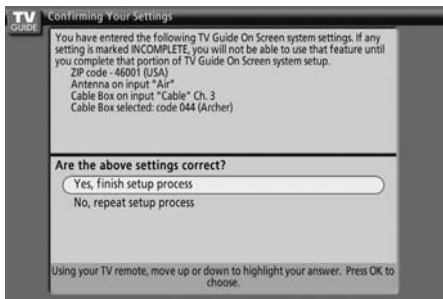 TV
GUIDE
Confirming Your Settings
You have entered the following TV Guide On Screen system settings. If any
setting is marked INCOMPLETE, you will not be able to use that feature until
you complete that portion of TV Guide On Screen system setup.
ZIP code - 46001 (USA)
Antenna on input "Air"
Cable Box on input "Cable" Ch. 3
Cable Box selected: code 044 (Archer)
Are the above settings correct?
Yes, finish setup process
No, repeat setup process
Using your TV remote, move up or down to highlight your answer. Press OK to
choose.